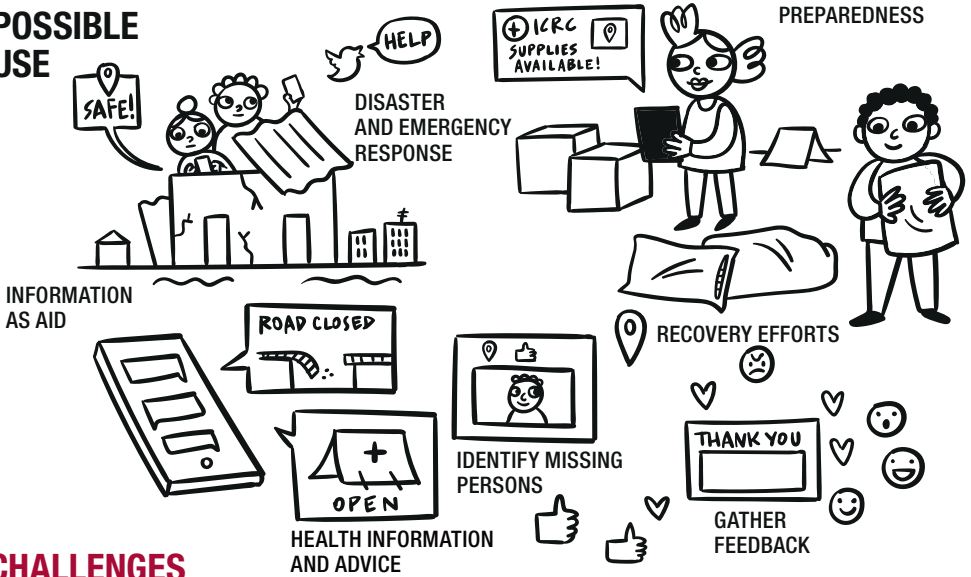 POSSIBLE
USE
SAFE!
HELP
DISASTER
AND EMERGENCY
RESPONSE
ICRC
SUPPLIES
AVAILABLE!
PREPAREDNESS
INFORMATION
AS AID
ROAD CLOSED
RECOVERY EFFORTS
OPEN
HEALTH INFORMATION
AND ADVICE
IDENTIFY MISSING
PERSONS
THANK YOU
GATHER
FEEDBACK
CHALLENGES